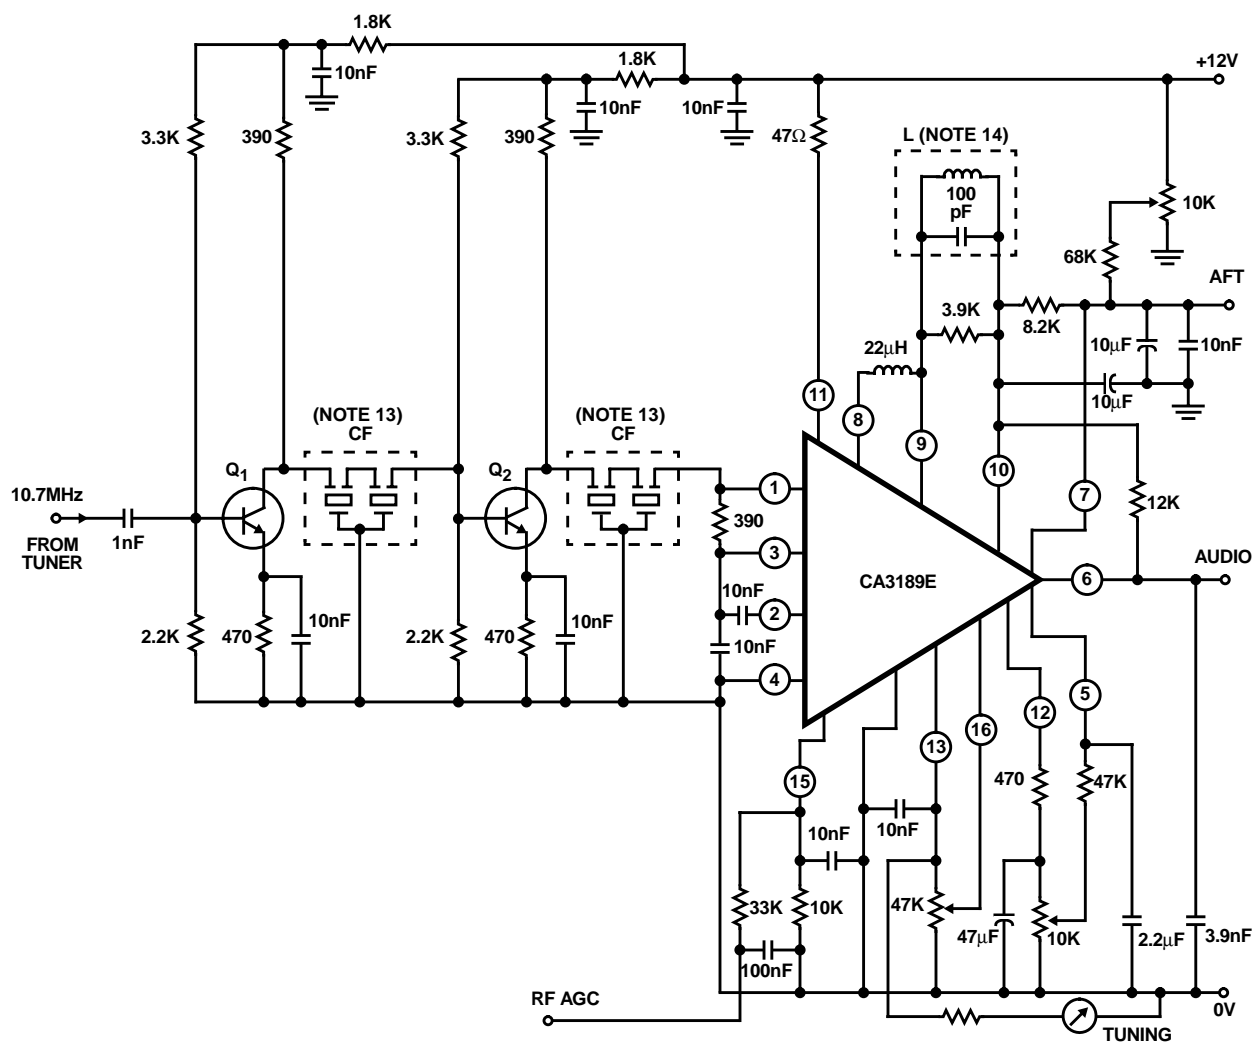 1.8K
10nF
1.8K
+12V
10nF
10nF
3.3K
390
3.3K
390
47Ω
L (NOTE 14)
100
pF
10K
68K
AFT
3.9K
8.2K
22µH
10µF
10nF
10µF
11
8
9
10
7
12K
(NOTE 13)
CF
(NOTE 13)
CF
Q1
Q2
10.7MHz
FROM
TUNER
1nF
1
390
3
10nF
2
10nF
4
CA3189E
6
AUDIO
2.2K
470
10nF
2.2K
470
10nF
15
13
16
12
5
470
47K
10nF
10nF
33K
10K
47K
47µF
10K
2.2µF
3.9nF
100nF
RF AGC
0V
TUNING